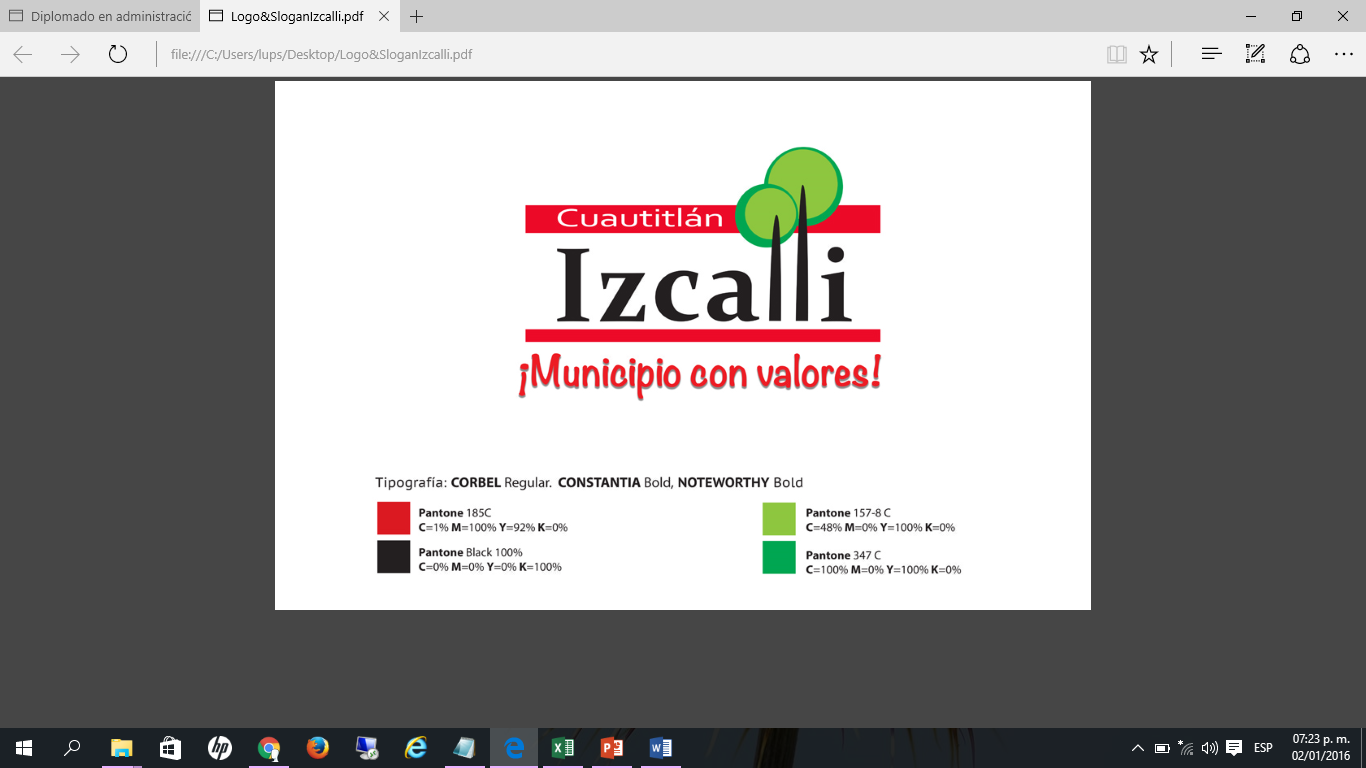 Diplomado en administració
Logo&SloganIzcalli.pdf
file:///C:/Users/lups/Desktop/Logo&SloganIzcalli.pdf
Cuautitlán
Izcalli
¡Municipio con valores!
Tipografía: CORBEL Regular. CONSTANTIA Bold, NOTEWORTHY Bold
Pantone 185C
C=1% M=100% Y=92% K=0%
Pantone Black 100%
C=0% M=0% Y=0% K=100%
Pantone 157-8 C
C=48% M=0% Y=100% K=0%
Pantone 347 C
C=100% M=0% Y=100% K=0%
ESP
07:23 p. m.
02/01/2016